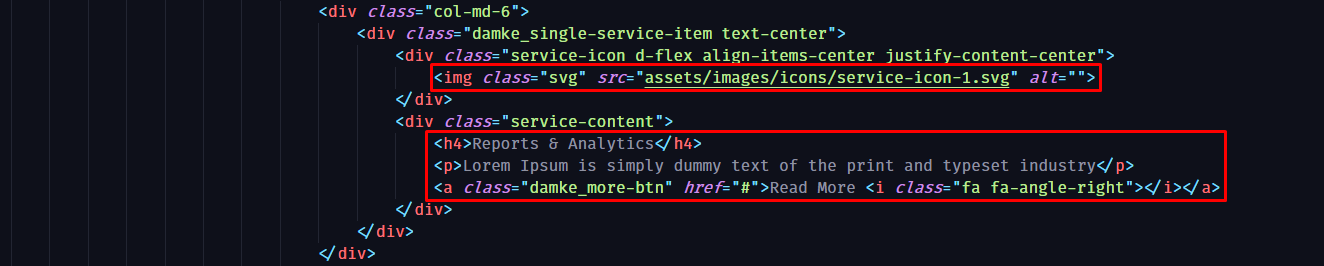 <div class="col-md-6">
<div class="damke_single-service-item text-center">
<div class="service-icon d-flex align-items-center justify-content-center">
<img class="svg" src="assets/images/icons/service-icon-1.svg" alt="">
</div>
<div class="service-content">
<h4>Reports & Analytics</h4>
<p>Lorem Ipsum is simply dummy text of the print and typeset industry</p>
<a class="damke_more-btn" href="#">Read More <i class="fa fa-angle-right"></i></a>
</div>
</div>
</div>